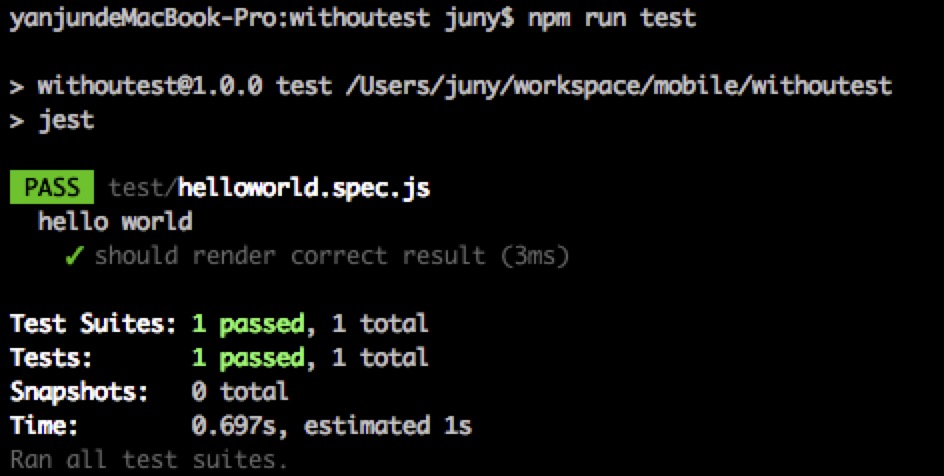 yanjundeMacBook-Pro:withoutest juny$ npm run test
> withoutest@1.0.0 test /Users/juny/workspace/mobile/withoutest
> jest
PASS test/helloworld.spec.js
hello world
✓ should render correct result (3ms)
Test Suites: 1 passed, 1 total
Tests: 1 passed, 1 total
Snapshots: 0 total
Time: 0.697s, estimated 1s
Ran all test suites.